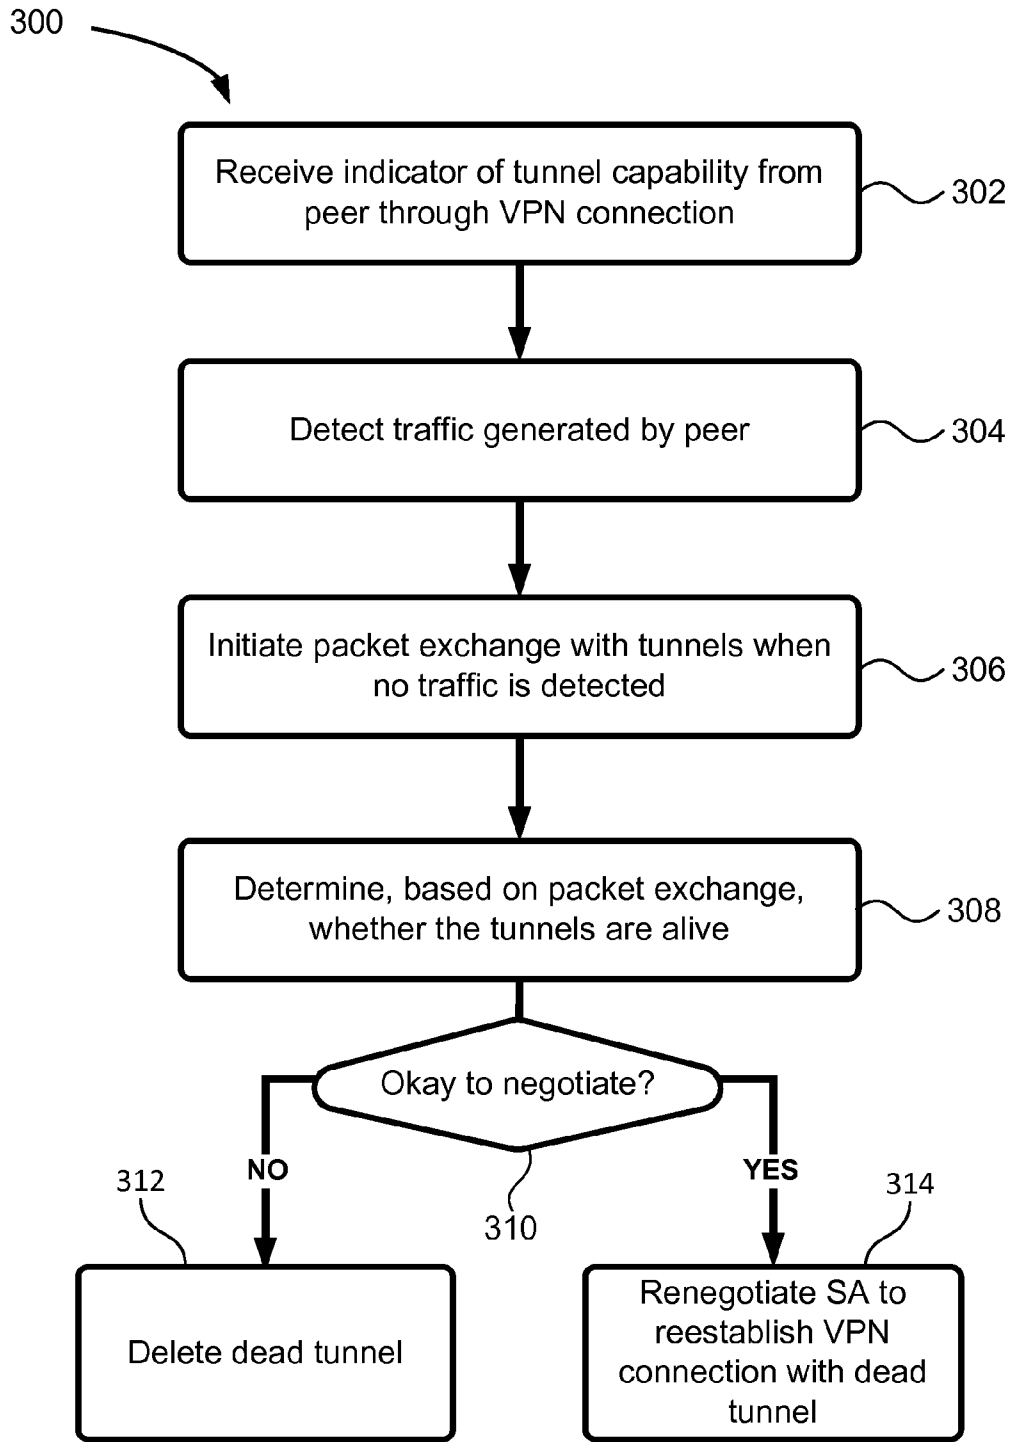 300
Receive indicator of tunnel capability from
peer through VPN connection
302
Detect traffic generated by peer
304
Initiate packet exchange with tunnels when
no traffic is detected
306
Determine, based on packet exchange,
whether the tunnels are alive
308
Okay to negotiate?
310
NO
YES
312
314
Delete dead tunnel
Renegotiate SA to
reestablish VPN
connection with dead
tunnel